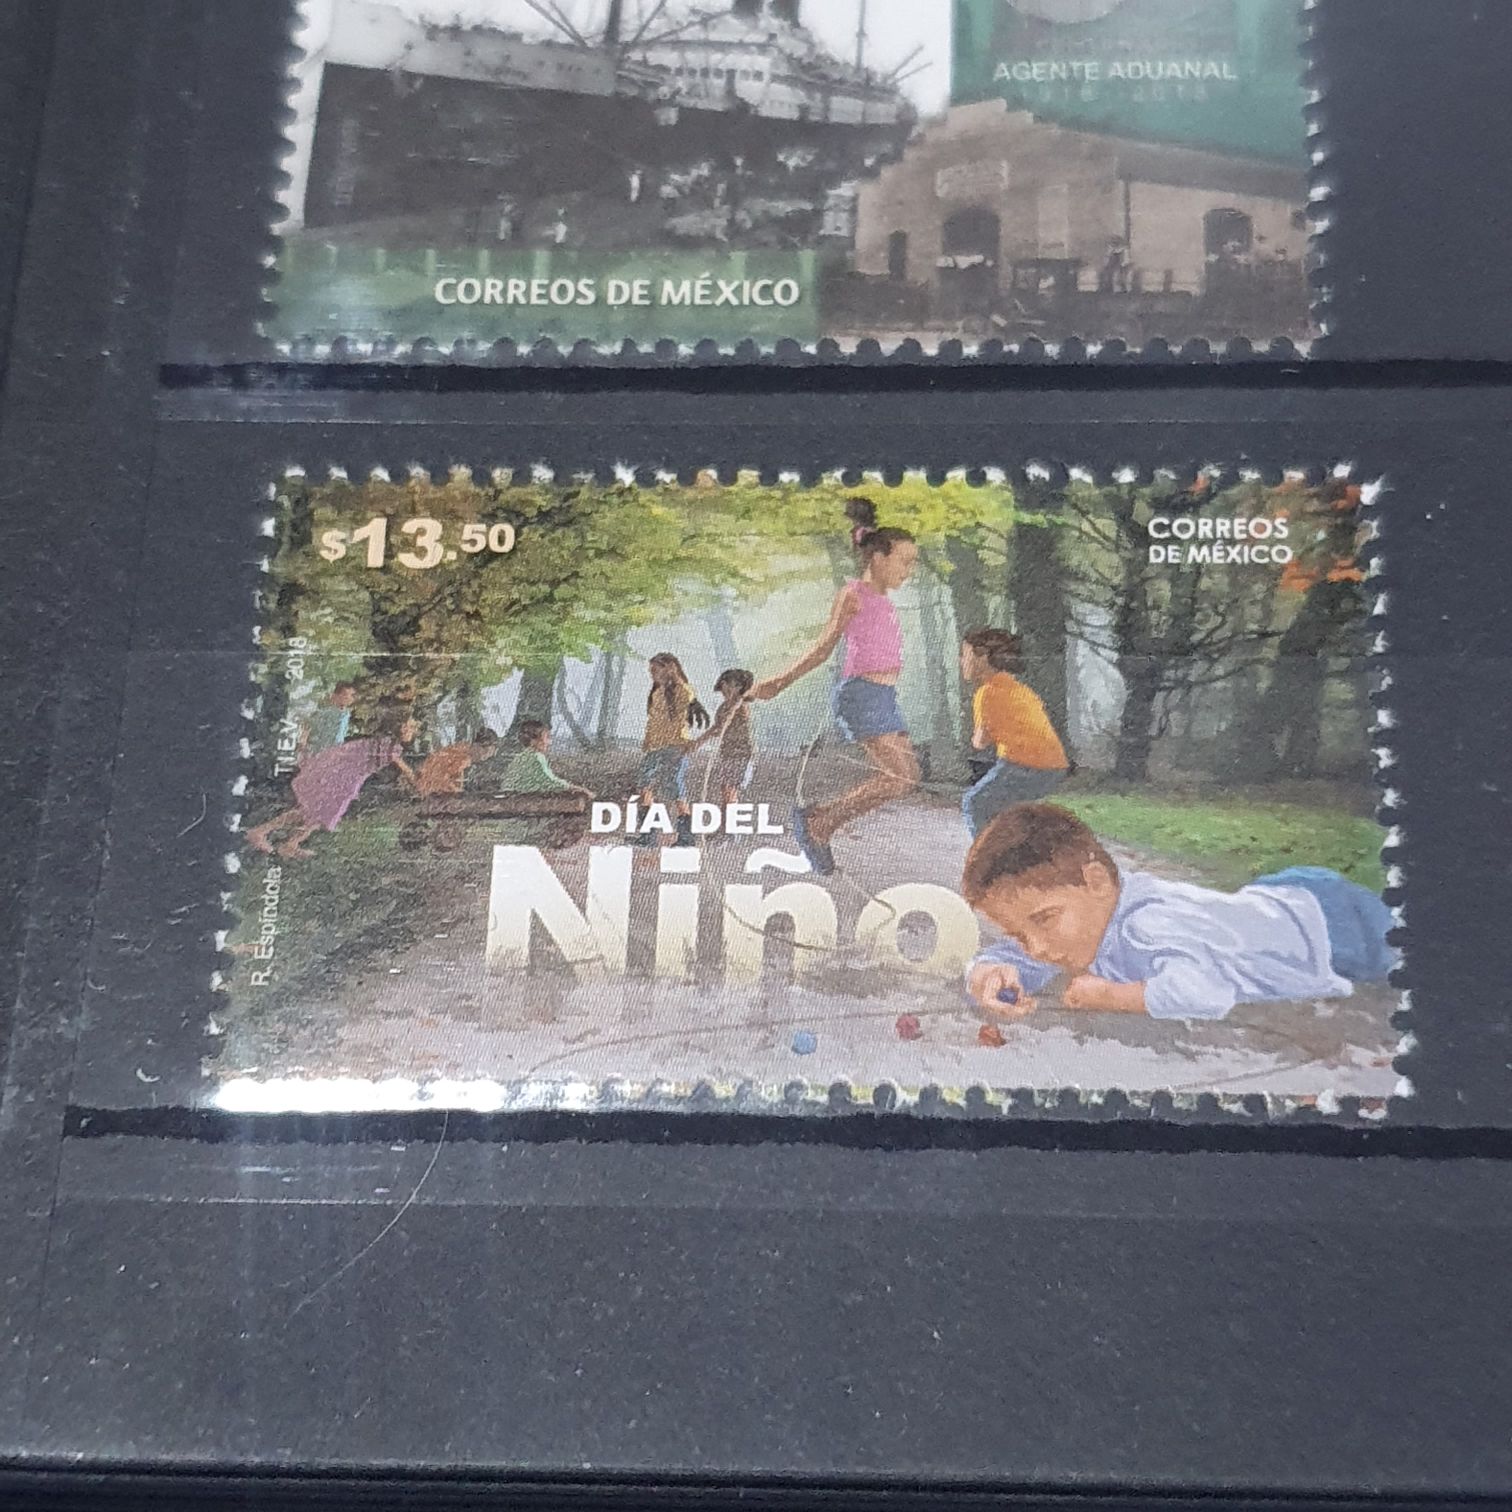 AGENTE ADUANAL
CORREOS DE MÉXICO
$13.50
CORREOS
DE MÉXICO
T.I.E.V. 2018
R. Espíndola
DÍA DEL
Niño